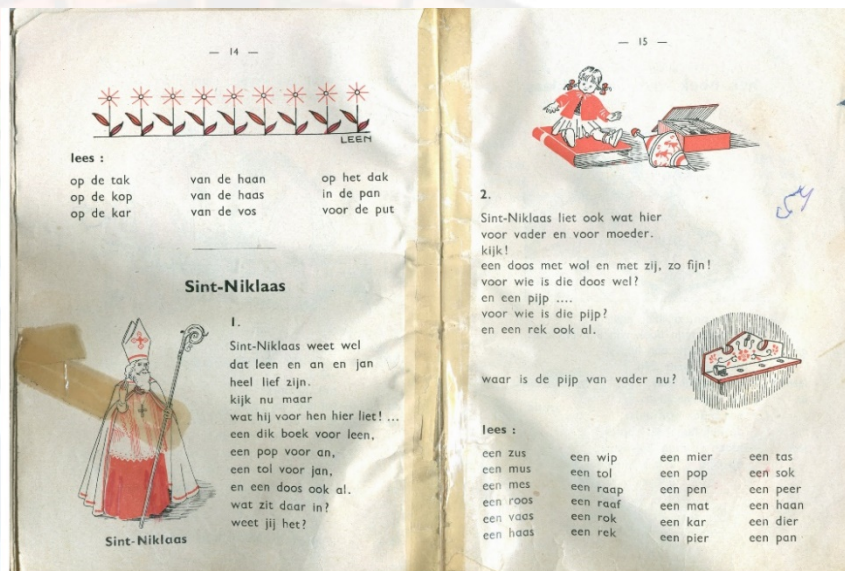 — 14 —
LEEN
lees :
op de tak van de haan op het dak
op de kop van de haas in de pan
op de kar van de vos voor de put
Sint-Niklaas
1.
Sint-Niklaas weet wel
dat leen en an en jan
heel lief zijn.
kijk nu maar
wat hij voor hen hier liet! ...
een dik boek voor leen,
een pop voor an,
een tol voor jan,
en een doos ook al.
wat zit daar in?
weet jij het?
Sint-Niklaas
— 15 —
2.
54
Sint-Niklaas liet ook wat hier
voor vader en voor moeder.
kijk!
een doos met wol en met zij, zo fijn!
voor wie is die doos wel?
en een pijp ....
voor wie is die pijp?
en een rek ook al.
waar is de pijp van vader nu?
lees :
een zus een wip een mier een tas
een mus een tol een pop een sok
een mes een raap een pen een peer
een roos een raaf een mat een haan
een vaas een rok een kar een dier
een haas een rek een pier een pan